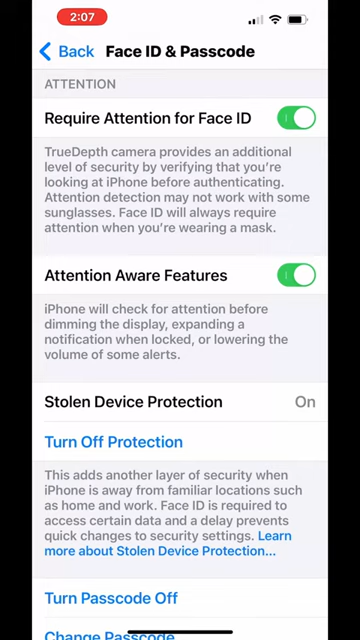 2:07
Back
Face ID & Passcode
ATTENTION
Require Attention for Face ID
TrueDepth camera provides an additional
level of security by verifying that you're
looking at iPhone before authenticating.
Attention detection may not work with some
sunglasses. Face ID will always require
attention when you're wearing a mask.
Attention Aware Features
iPhone will check for attention before
dimming the display, expanding a
notification when locked, or lowering the
volume of some alerts.
Stolen Device Protection On
Turn Off Protection
This adds another layer of security when
iPhone is away from familiar locations such
as home and work. Face ID is required to
access certain data and a delay prevents
quick changes to security settings. Learn
more about Stolen Device Protection...
Turn Passcode Off
Change Passcode